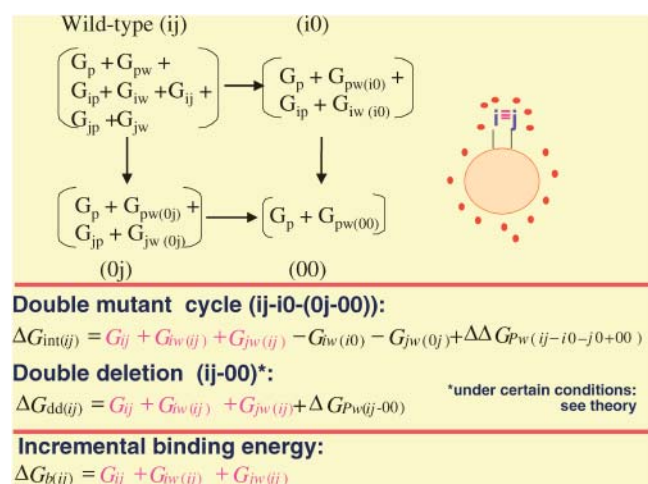 Wild-type (ij) (i0)
G_p + G_pw +
G_ip + G_iw + G_ij +
G_jp + G_jw
G_p + G_pw(i0) +
G_ip + G_iw (i0)
i≡j
G_p + G_pw(0j) +
G_jp + G_jw (0j)
G_p + G_pw(00)
(0j) (00)
Double mutant cycle (ij-i0-(0j-00)):
ΔG_int(ij) = G_ij + G_iw(ij) + G_jw(ij) − G_iw(i0) − G_jw(0j) + ΔΔG_Pw(ij−i0−j0+00)
Double deletion (ij-00)*:
*under certain conditions:
see theory
ΔG_dd(ij) = G_ij + G_iw(ij) + G_jw(ij) + ΔG_Pw(ij-00)
Incremental binding energy:
ΔG_b(ij) = G_ij + G_iw(ij) + G_jw(ij)